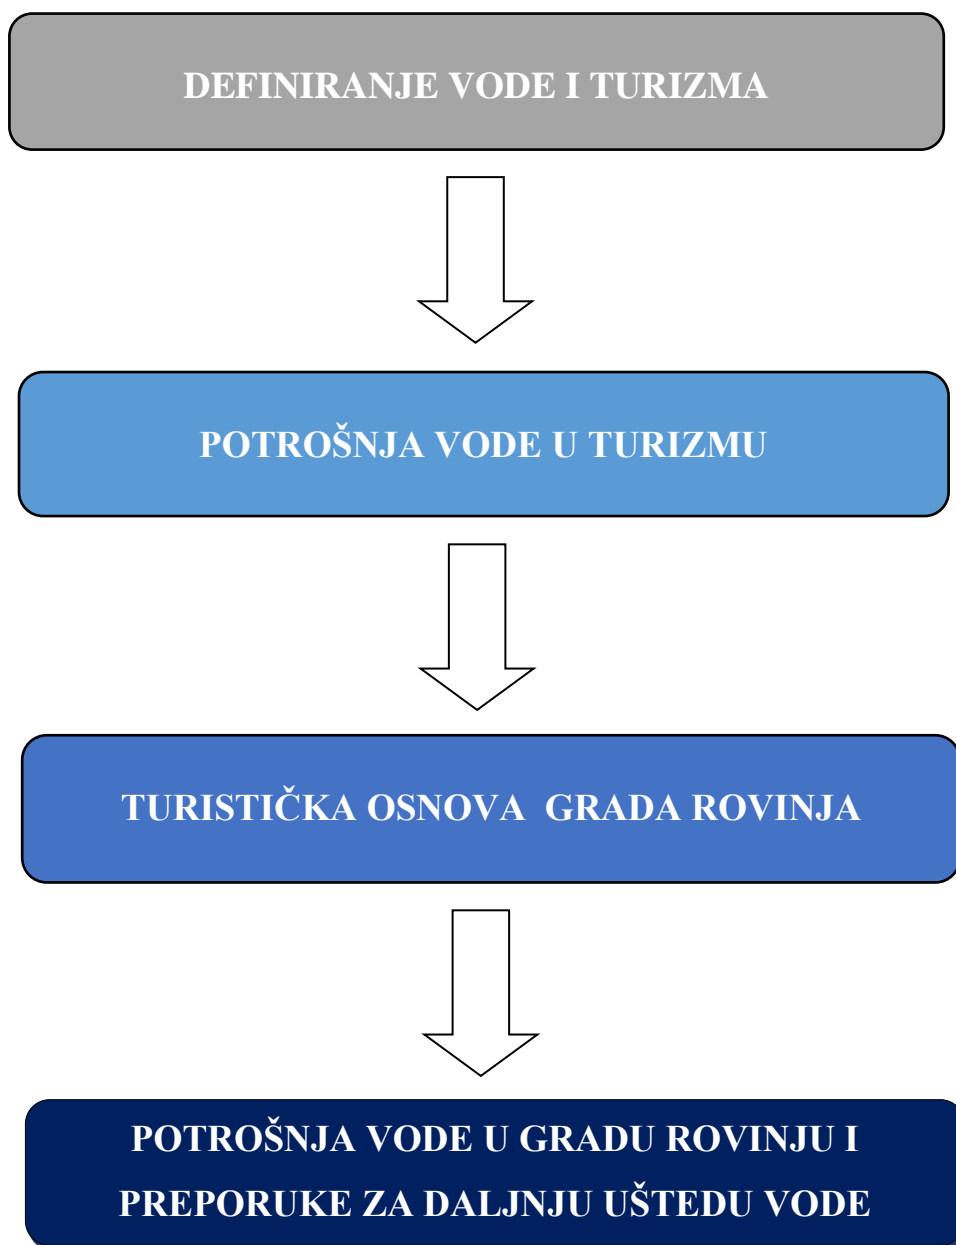 DEFINIRANJE VODE I TURIZMA
POTROŠNJA VODE U TURIZMU
TURISTIČKA OSNOVA GRADA ROVINJA
POTROŠNJA VODE U GRADU ROVINJU I
PREPORUKE ZA DALJNJU UŠTEDU VODE